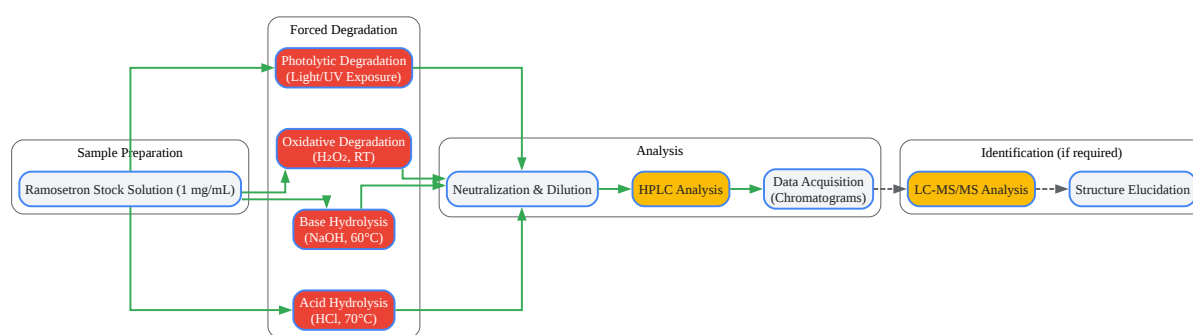 Forced Degradation
Photolytic Degradation
(Light/UV Exposure)
Oxidative Degradation
(H₂O₂, RT)
Base Hydrolysis
(NaOH, 60°C)
Acid Hydrolysis
(HCl, 70°C)
Sample Preparation
Ramosetron Stock Solution (1 mg/mL)
Analysis
Neutralization & Dilution
HPLC Analysis
Data Acquisition
(Chromatograms)
Identification (if required)
LC-MS/MS Analysis
Structure Elucidation